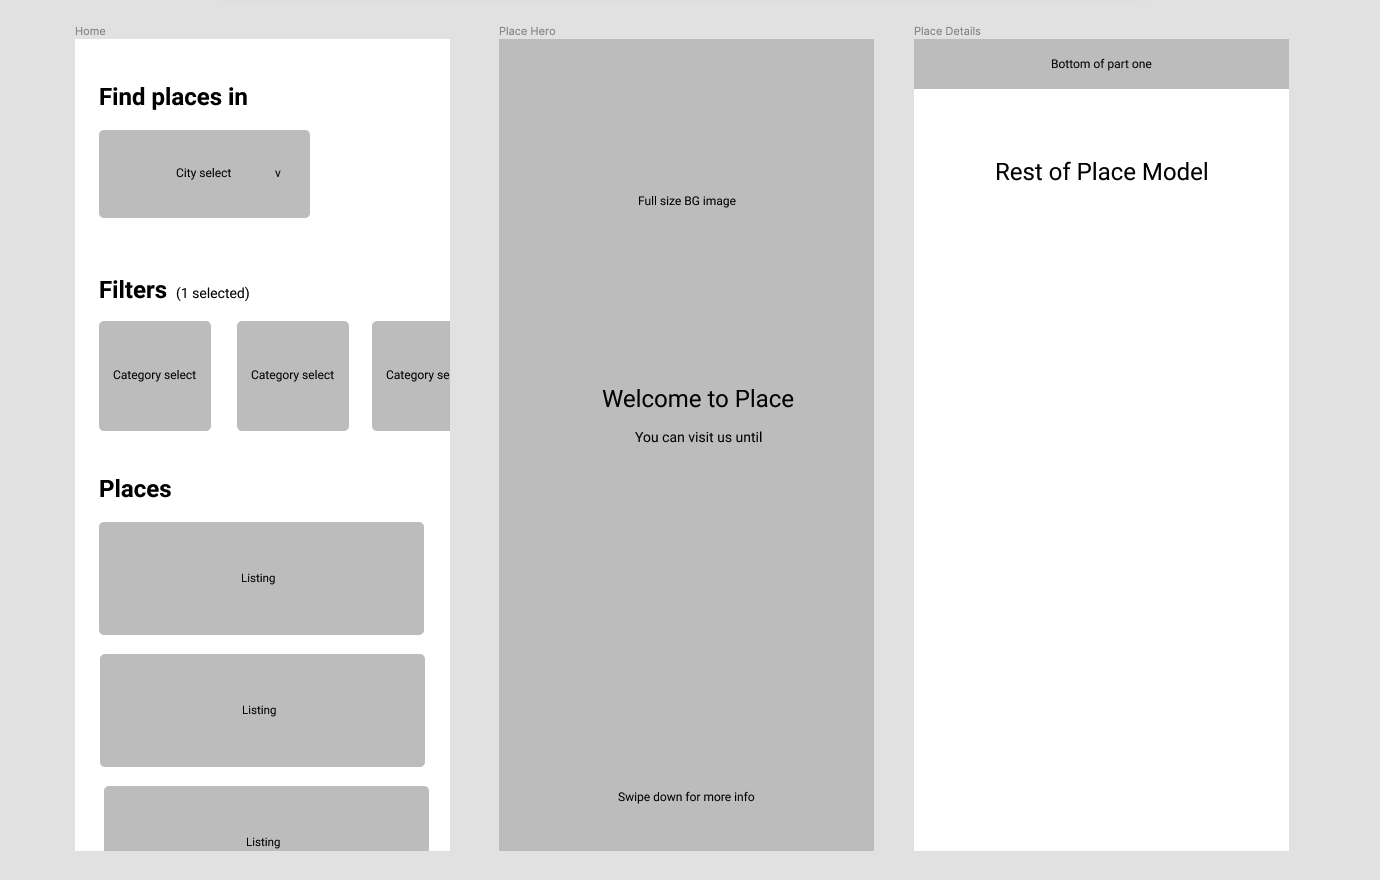 Home
Find places in
City select v
Filters (1 selected)
Category select
Category select
Category se
Places
Listing
Listing
Listing
Place Hero
Full size BG image
Welcome to Place
You can visit us until
Swipe down for more info
Place Details
Bottom of part one
Rest of Place Model